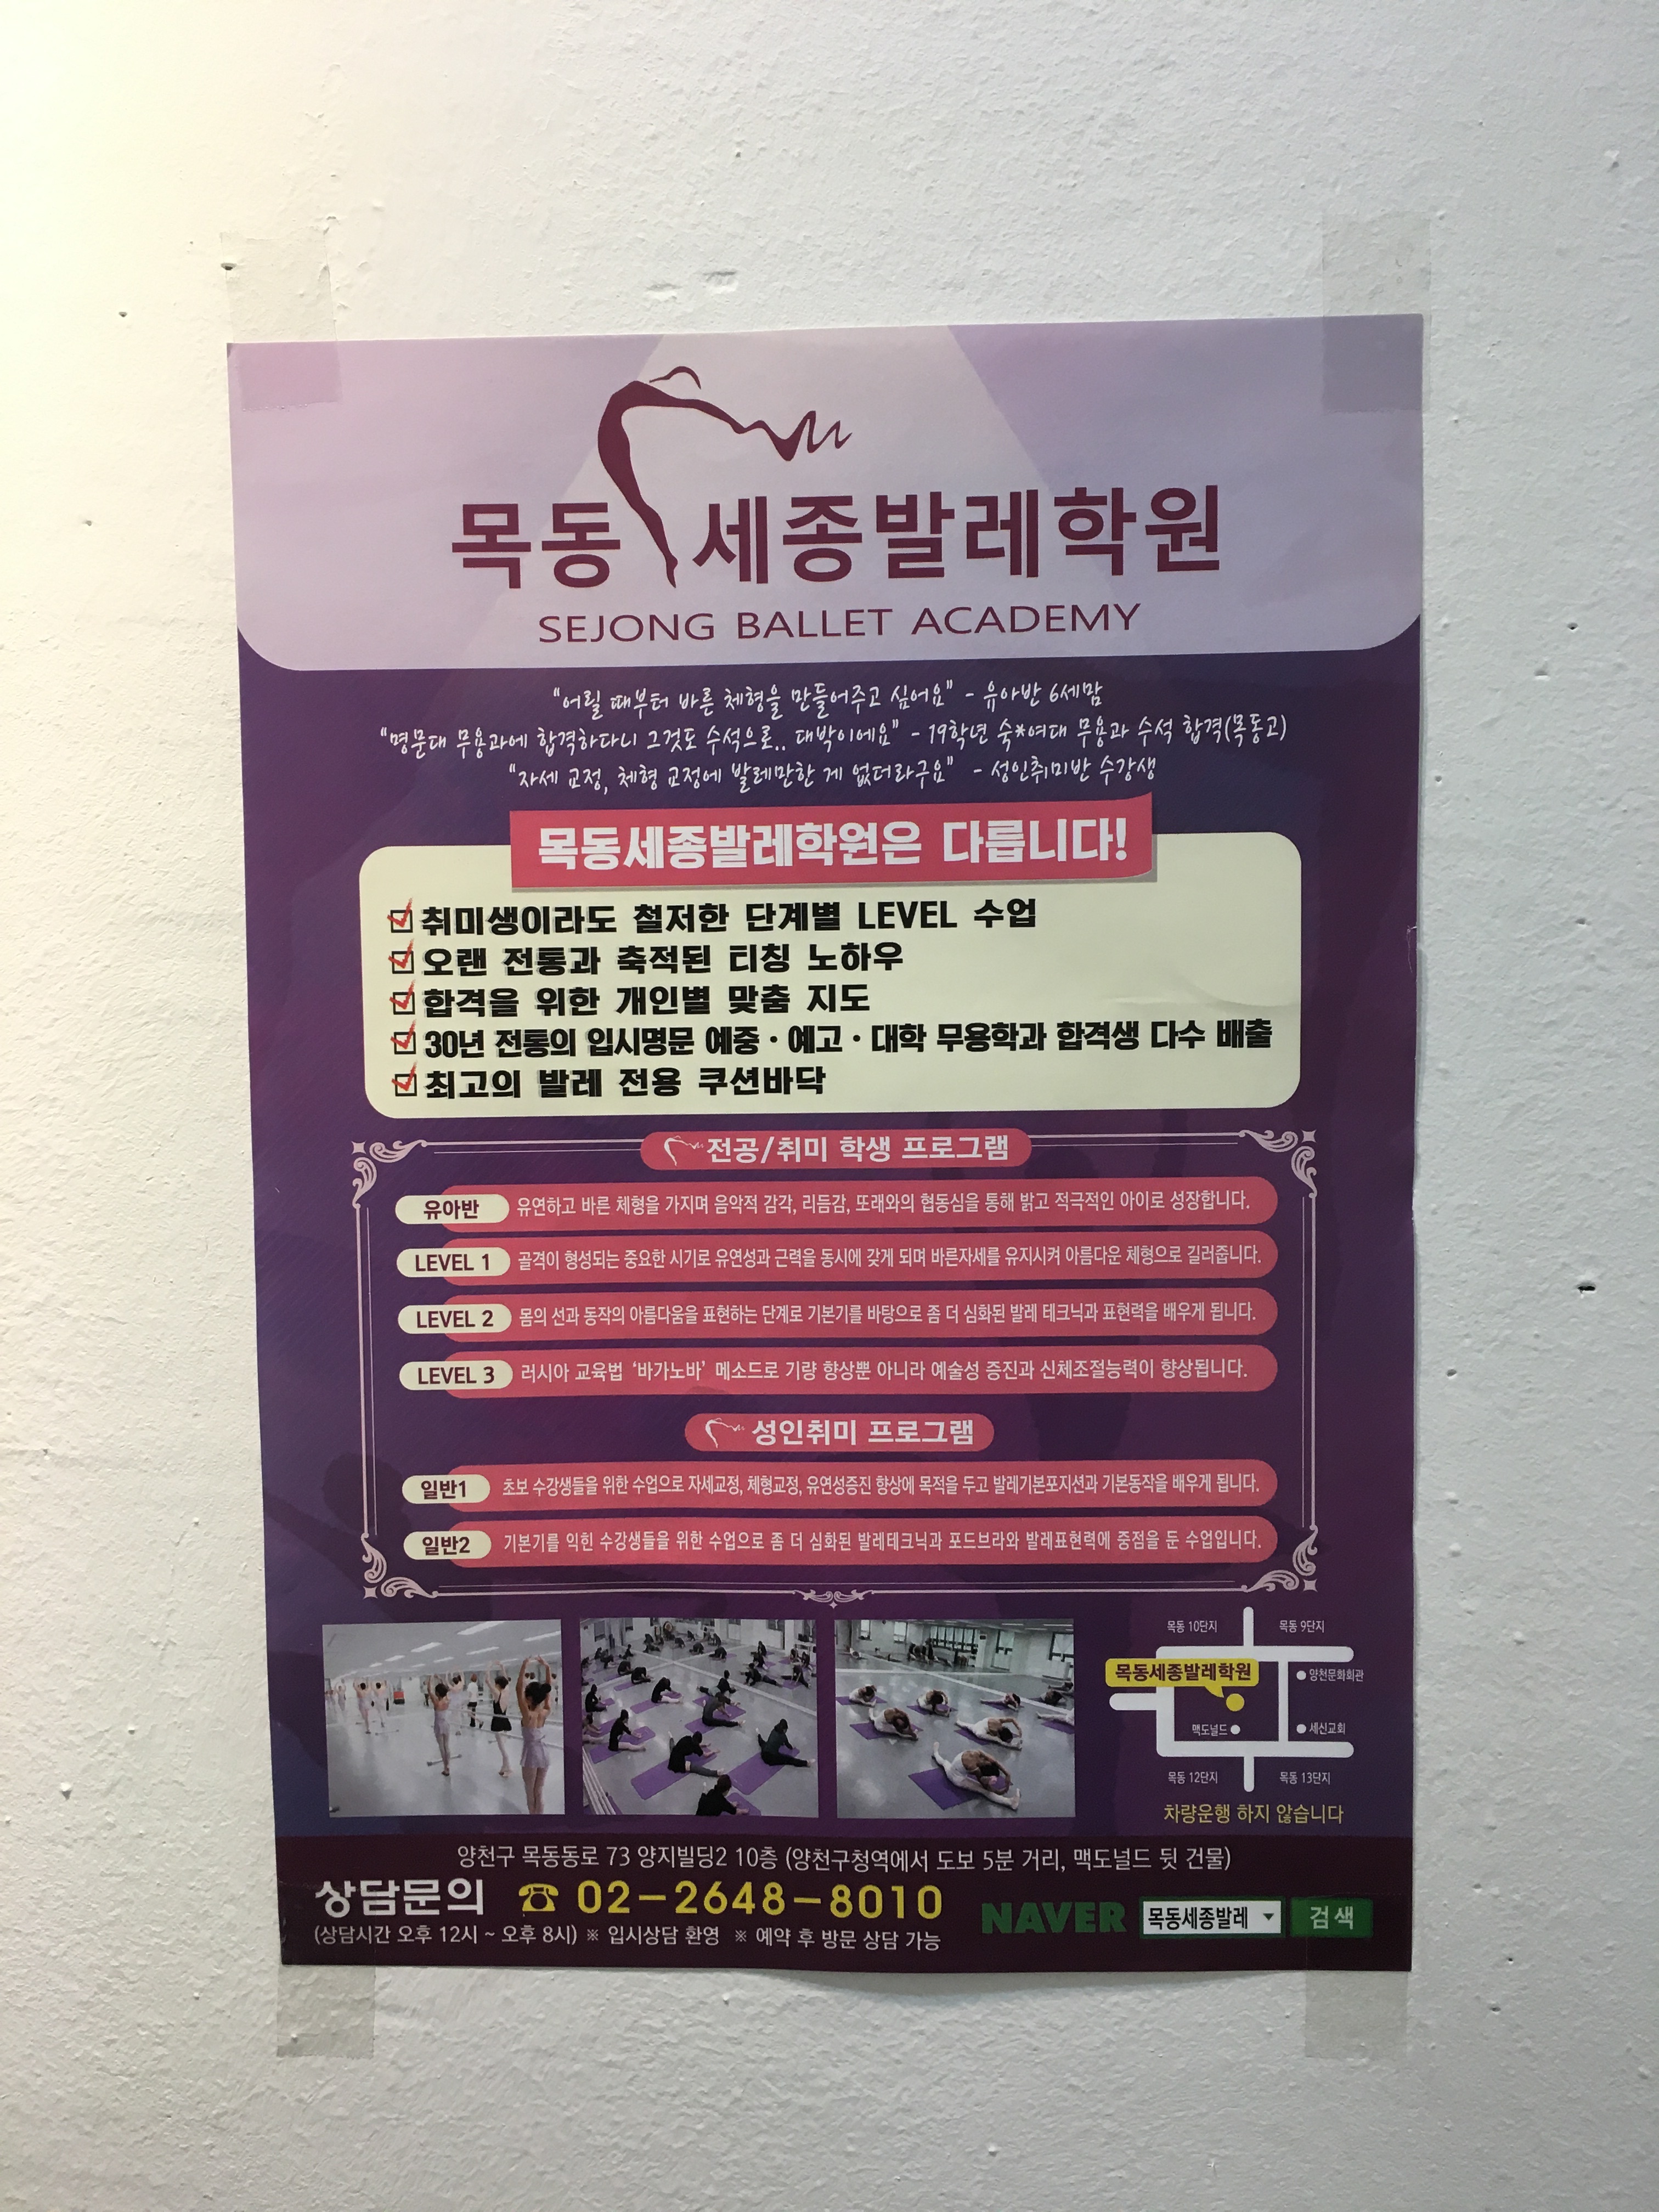 목동 세종발레학원
SEJONG BALLET ACADEMY
"어릴 때부터 바른 체형을 만들어주고 싶어요" - 유아반 6세맘
"명문대 무용과에 합격하다니 그것도 수석으로.. 대박이에요" - 19학년 숙*여대 무용과 수석 합격(목동고)
"자세 교정, 체형 교정에 발레만한 게 없더라구요" - 성인취미반 수강생
목동세종발레학원은 다릅니다!
취미생이라도 철저한 단계별 LEVEL 수업
오랜 전통과 축적된 티칭 노하우
합격을 위한 개인별 맞춤 지도
30년 전통의 입시명문 예중·예고·대학 무용학과 합격생 다수 배출
최고의 발레 전용 쿠션바닥
전공/취미 학생 프로그램
유아반 유연하고 바른 체형을 가지며 음악적 감각, 리듬감, 또래와의 협동심을 통해 밝고 적극적인 아이로 성장합니다.
LEVEL 1 골격이 형성되는 중요한 시기로 유연성과 근력을 동시에 갖게 되며 바른자세를 유지시켜 아름다운 체형으로 길러줍니다.
LEVEL 2 몸의 선과 동작의 아름다움을 표현하는 단계로 기본기를 바탕으로 좀 더 심화된 발레 테크닉과 표현력을 배우게 됩니다.
LEVEL 3 러시아 교육법 '바가노바' 메소드로 기량 향상뿐 아니라 예술성 증진과 신체조절능력이 향상됩니다.
성인취미 프로그램
일반1 초보 수강생들을 위한 수업으로 자세교정, 체형교정, 유연성증진 향상에 목적을 두고 발레기본포지션과 기본동작을 배우게 됩니다.
일반2 기본기를 익힌 수강생들을 위한 수업으로 좀 더 심화된 발레테크닉과 포드브라와 발레표현력에 중점을 둔 수업입니다.
목동 10단지 목동 9단지
목동세종발레학원 양천문화회관
맥도널드 세신교회
목동 12단지 목동 13단지
차량운행 하지 않습니다
양천구 목동동로 73 양지빌딩2 10층 (양천구청역에서 도보 5분 거리, 맥도널드 뒷 건물)
상담문의 ☎ 02-2648-8010
(상담시간 오후 12시 ~ 오후 8시) ※ 입시상담 환영 ※ 예약 후 방문 상담 가능
NAVER 목동세종발레 검색